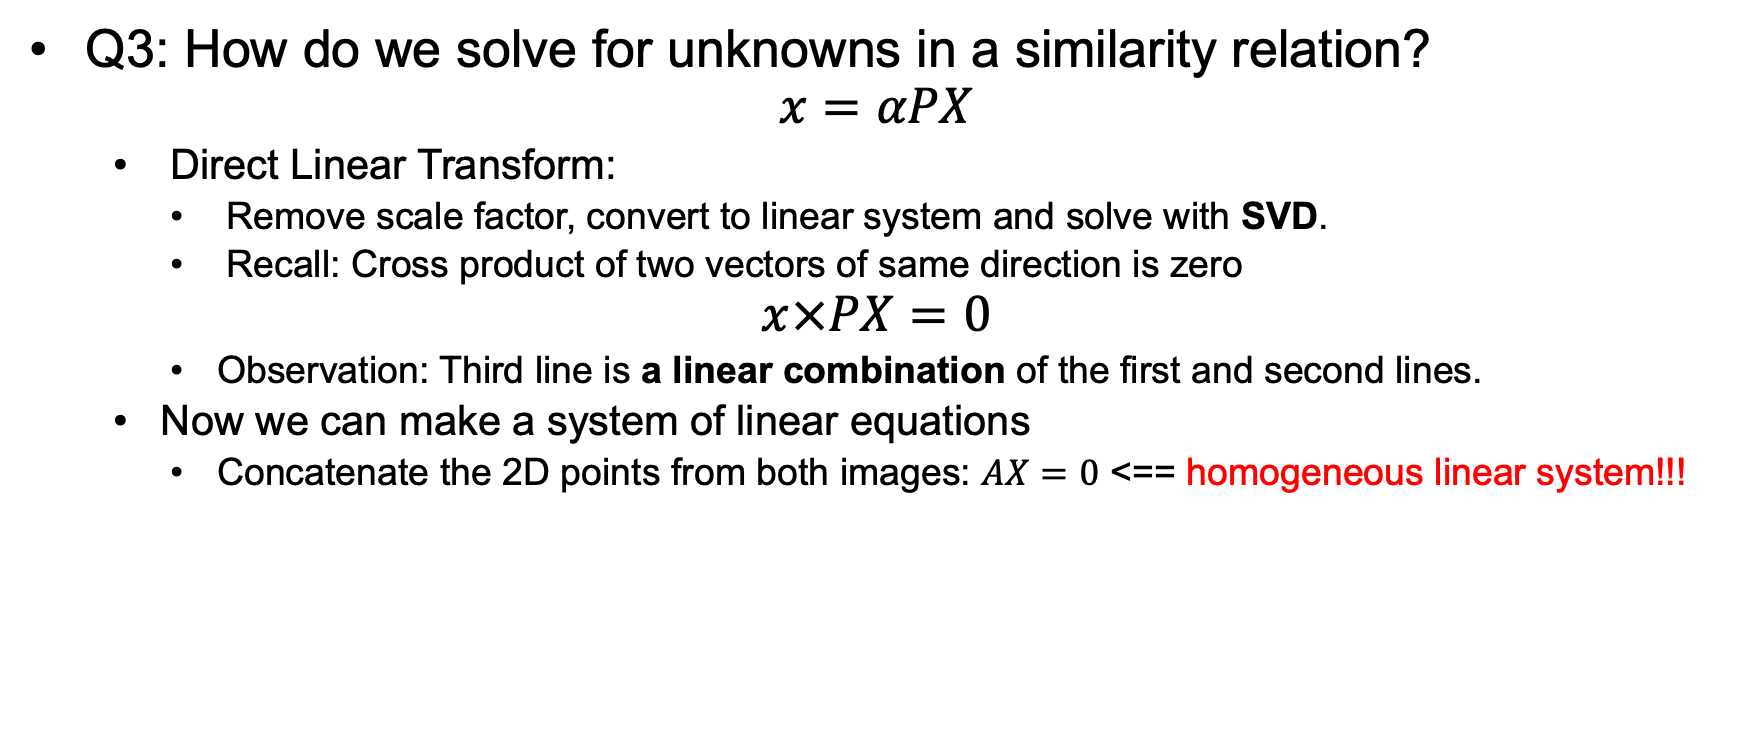 • Q3: How do we solve for unknowns in a similarity relation?
𝑥 = 𝛼𝑃𝑋
• Direct Linear Transform:
• Remove scale factor, convert to linear system and solve with SVD.
• Recall: Cross product of two vectors of same direction is zero
𝑥×𝑃𝑋 = 0
• Observation: Third line is a linear combination of the first and second lines.
• Now we can make a system of linear equations
• Concatenate the 2D points from both images: 𝐴𝑋 = 0 <== homogeneous linear system!!!